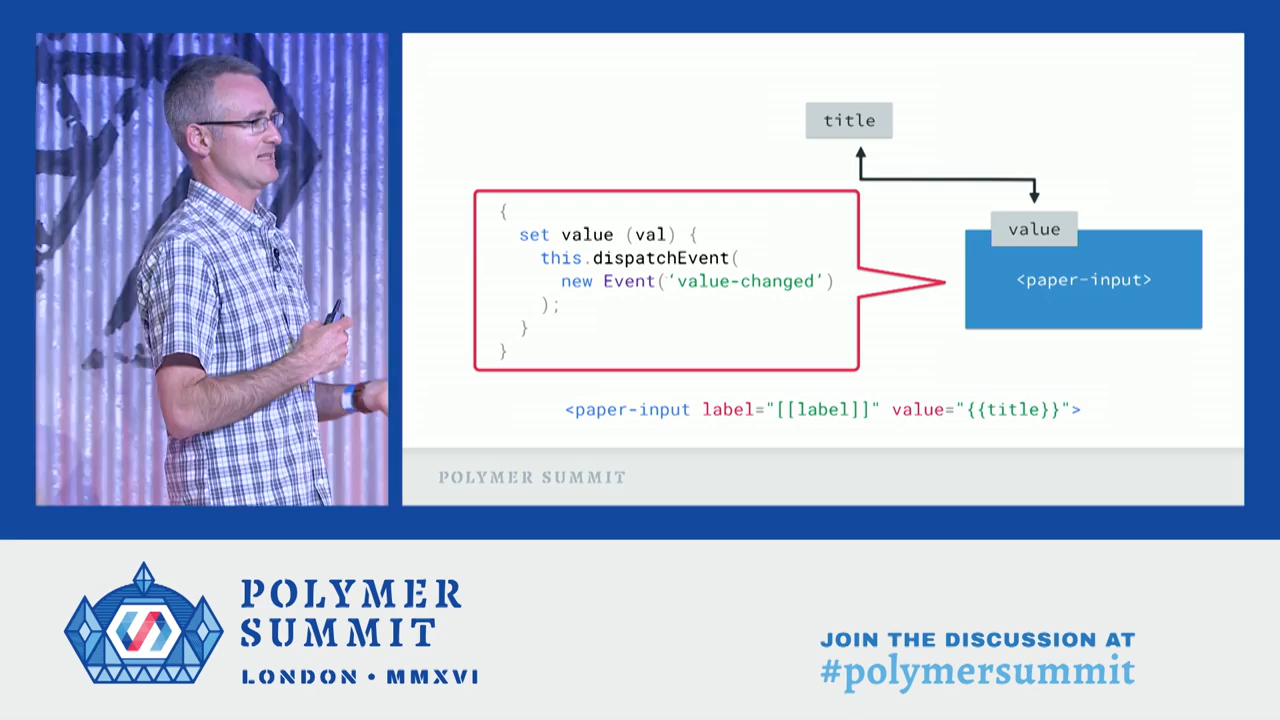 title
value
<paper-input>
{
set value (val) {
this.dispatchEvent(
new Event(‘value-changed’)
);
}
}
<paper-input label="[[label]]" value="{{title}}">
POLYMER SUMMIT
POLYMER
SUMMIT
LONDON • MMXVI
JOIN THE DISCUSSION AT
#polymersummit